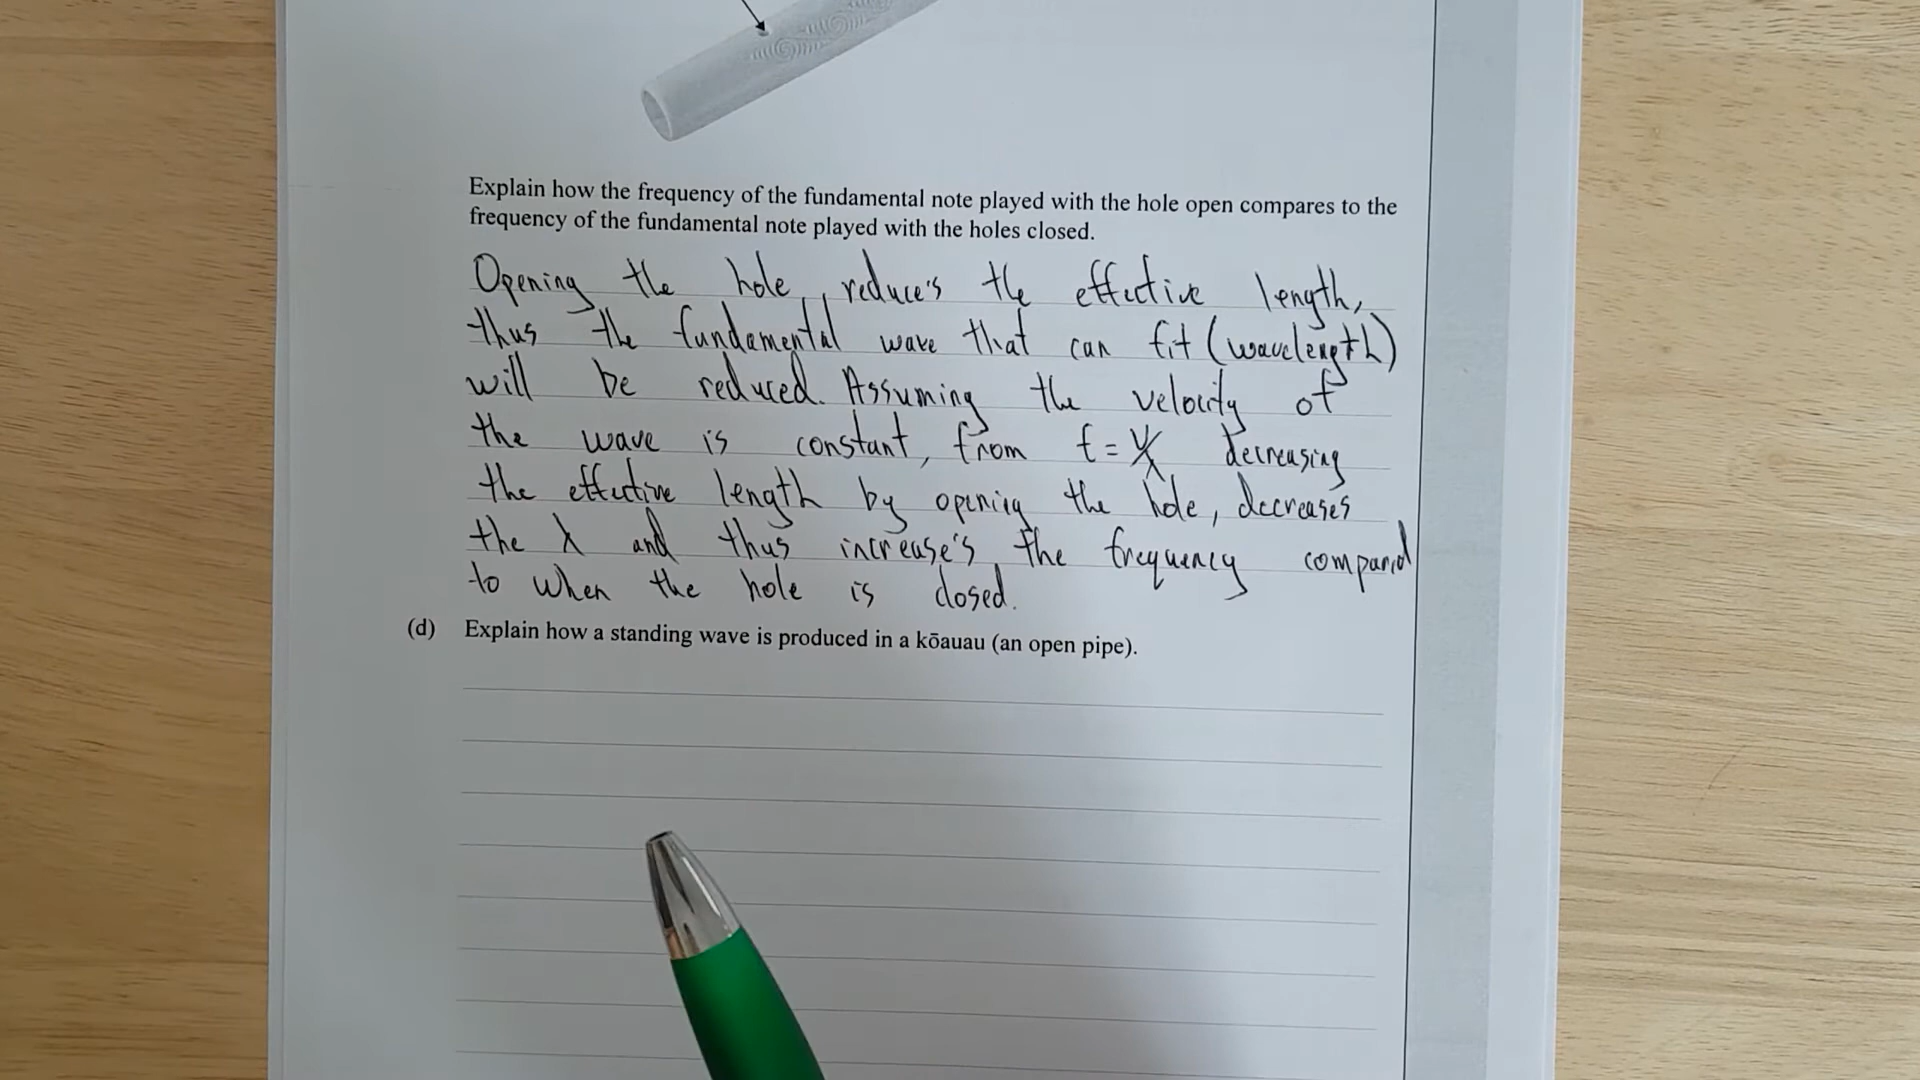 Explain how the frequency of the fundamental note played with the hole open compares to the
frequency of the fundamental note played with the holes closed.
Opening the hole, reduce's the effective length,
thus the fundamental wave that can fit (wavelength)
will be reduced. Assuming the velocity of
the wave is constant, from f = v/λ decreasing
the effective length by opening the hole, decreases
the λ and thus increase's the frequency compared
to when the hole is closed.
(d) Explain how a standing wave is produced in a kōauau (an open pipe).